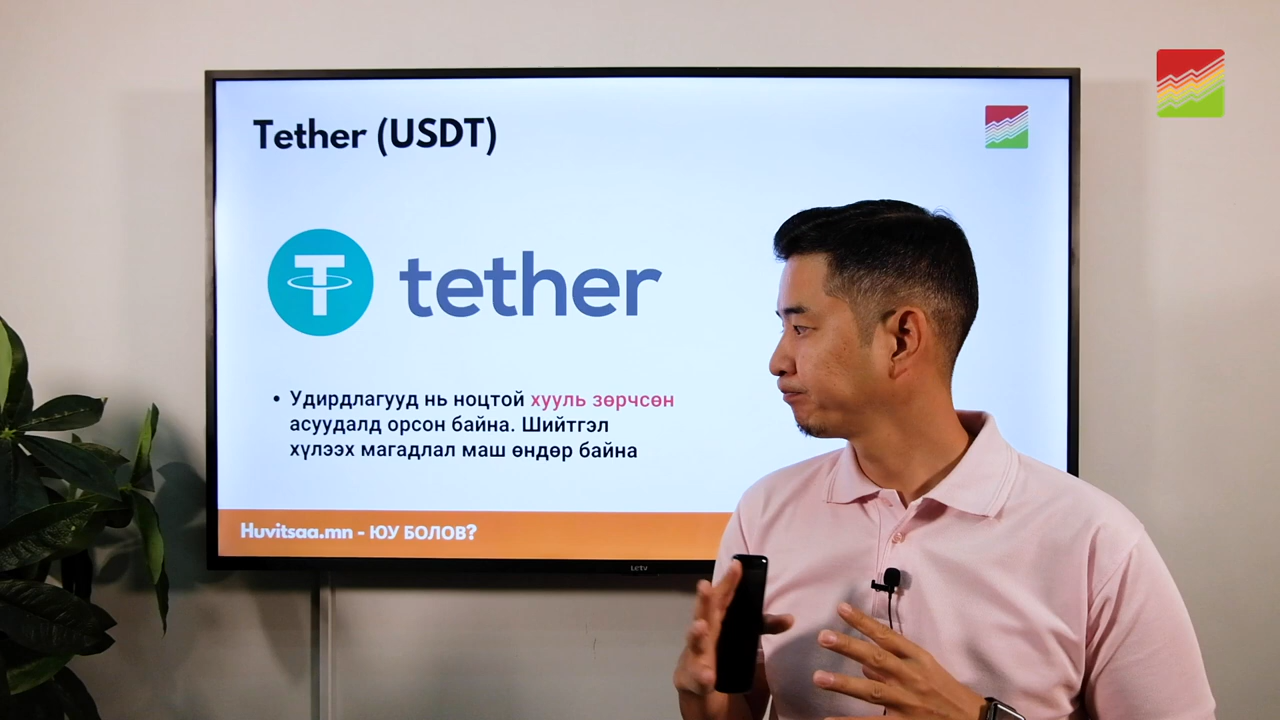 Tether (USDT)
tether
• Удирдлагууд нь ноцтой хууль зөрчсөн
асуудалд орсон байна. Шийтгэл
хүлээх магадлал маш өндөр байна
Huvitsaa.mn - ЮУ БОЛОВ?
Letv